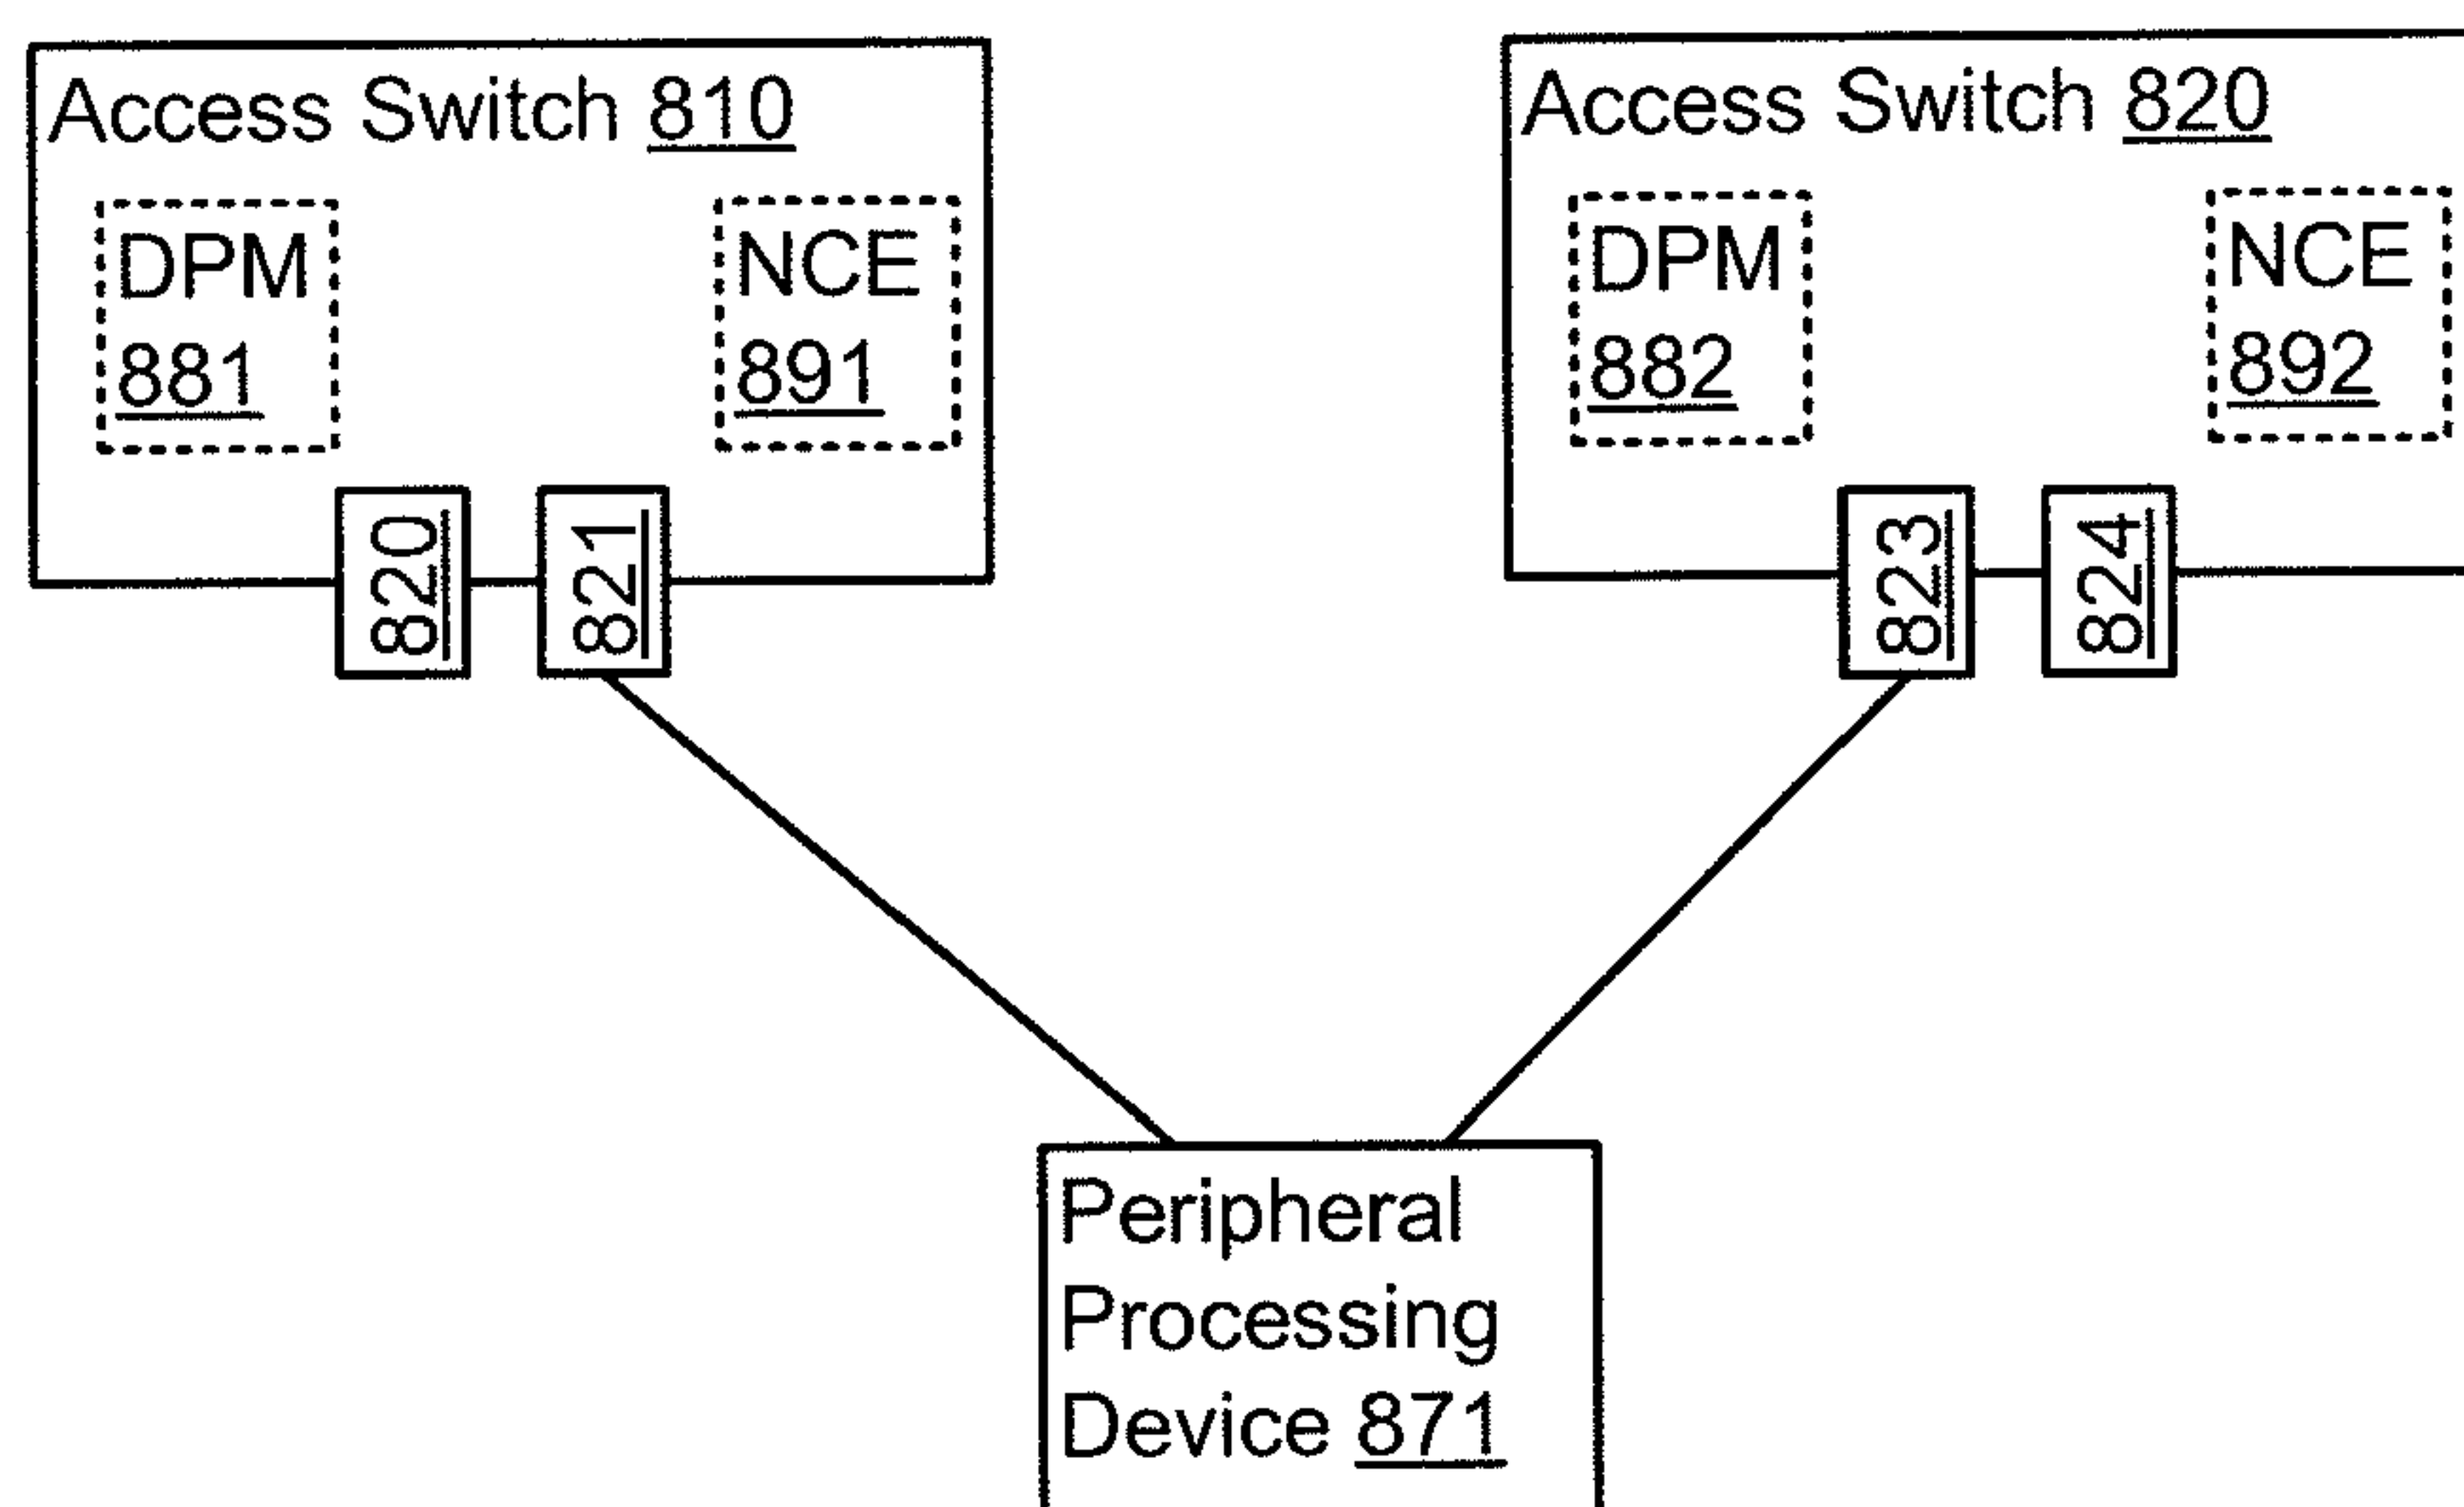 Access Switch 810
DPM
881
NCE
891
820
821
Access Switch 820
DPM
882
NCE
892
823
824
Peripheral
Processing
Device 871